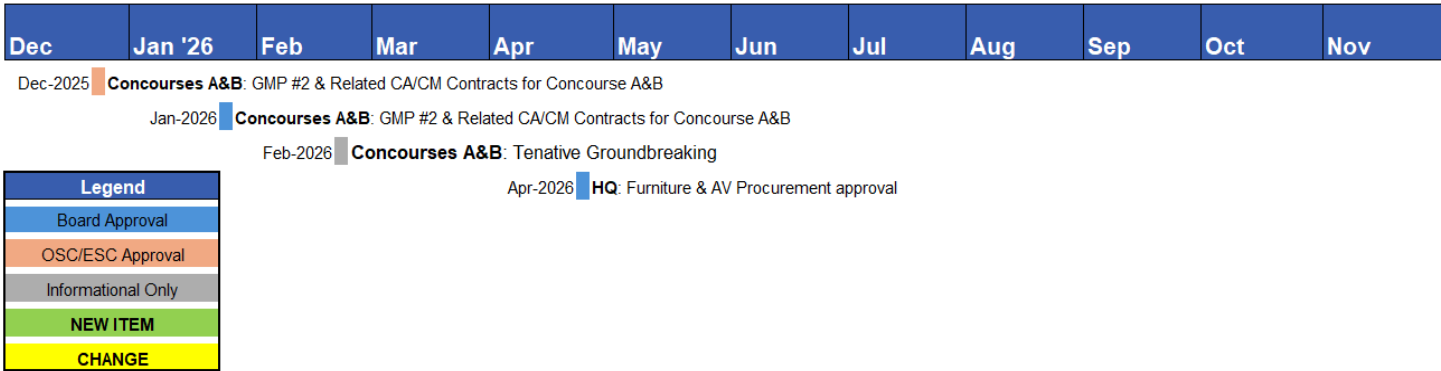 Dec Jan '26 Feb Mar Apr May Jun Jul Aug Sep Oct Nov
Dec-2025 Concourses A&B: GMP #2 & Related CA/CM Contracts for Concourse A&B
Jan-2026 Concourses A&B: GMP #2 & Related CA/CM Contracts for Concourse A&B
Feb-2026 Concourses A&B: Tenative Groundbreaking
Apr-2026 HQ: Furniture & AV Procurement approval
Legend
Board Approval
OSC/ESC Approval
Informational Only
NEW ITEM
CHANGE